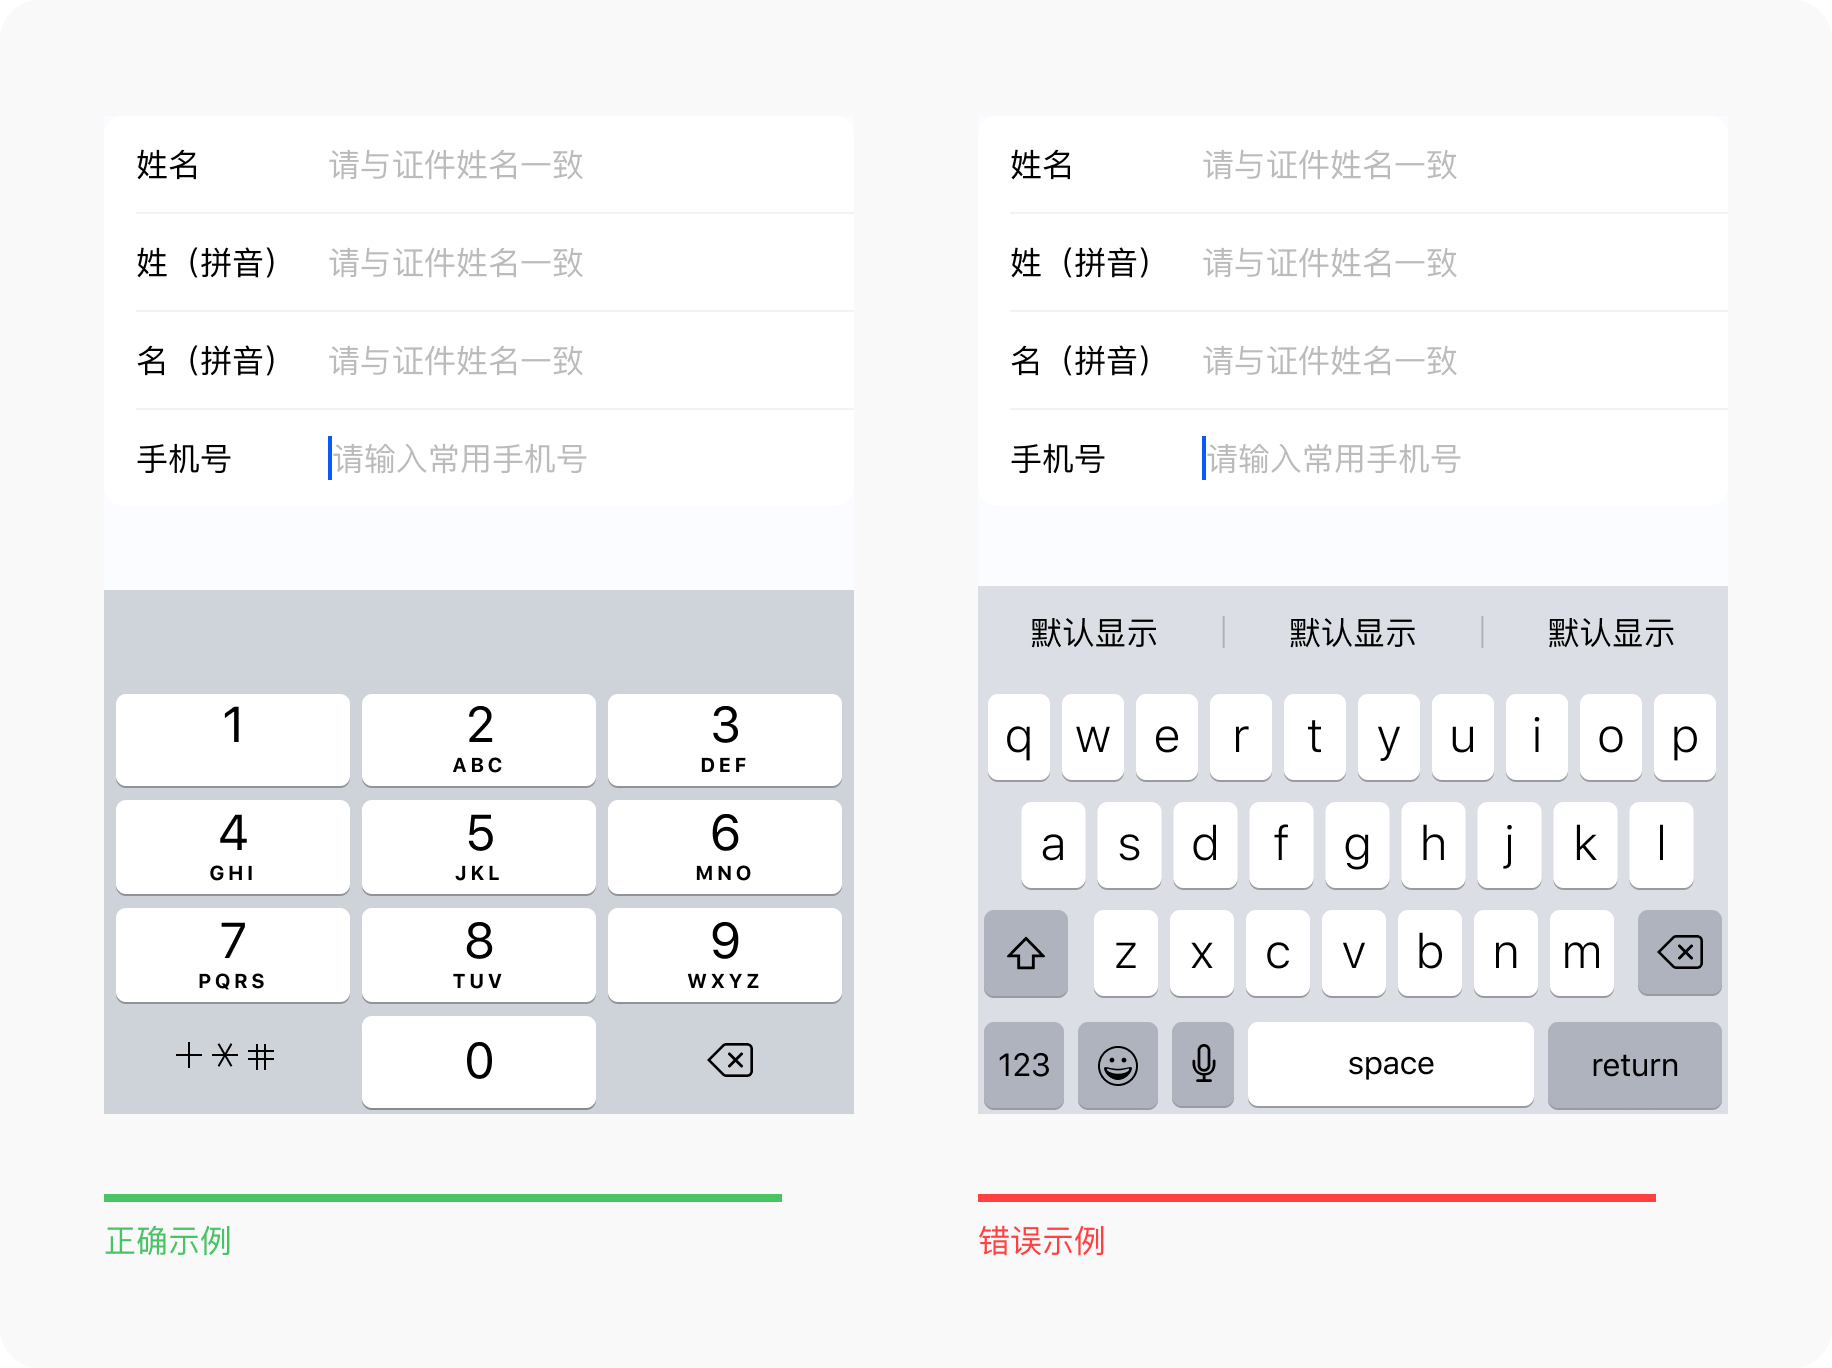 姓名 请与证件姓名一致
姓（拼音） 请与证件姓名一致
名（拼音） 请与证件姓名一致
手机号 请输入常用手机号
1 2 3
ABC DEF
4 5 6
GHI JKL MNO
7 8 9
PQRS TUV WXYZ
+*# 0
正确示例
姓名 请与证件姓名一致
姓（拼音） 请与证件姓名一致
名（拼音） 请与证件姓名一致
手机号 请输入常用手机号
默认显示 默认显示 默认显示
q w e r t y u i o p
a s d f g h j k l
z x c v b n m
123 space return
错误示例